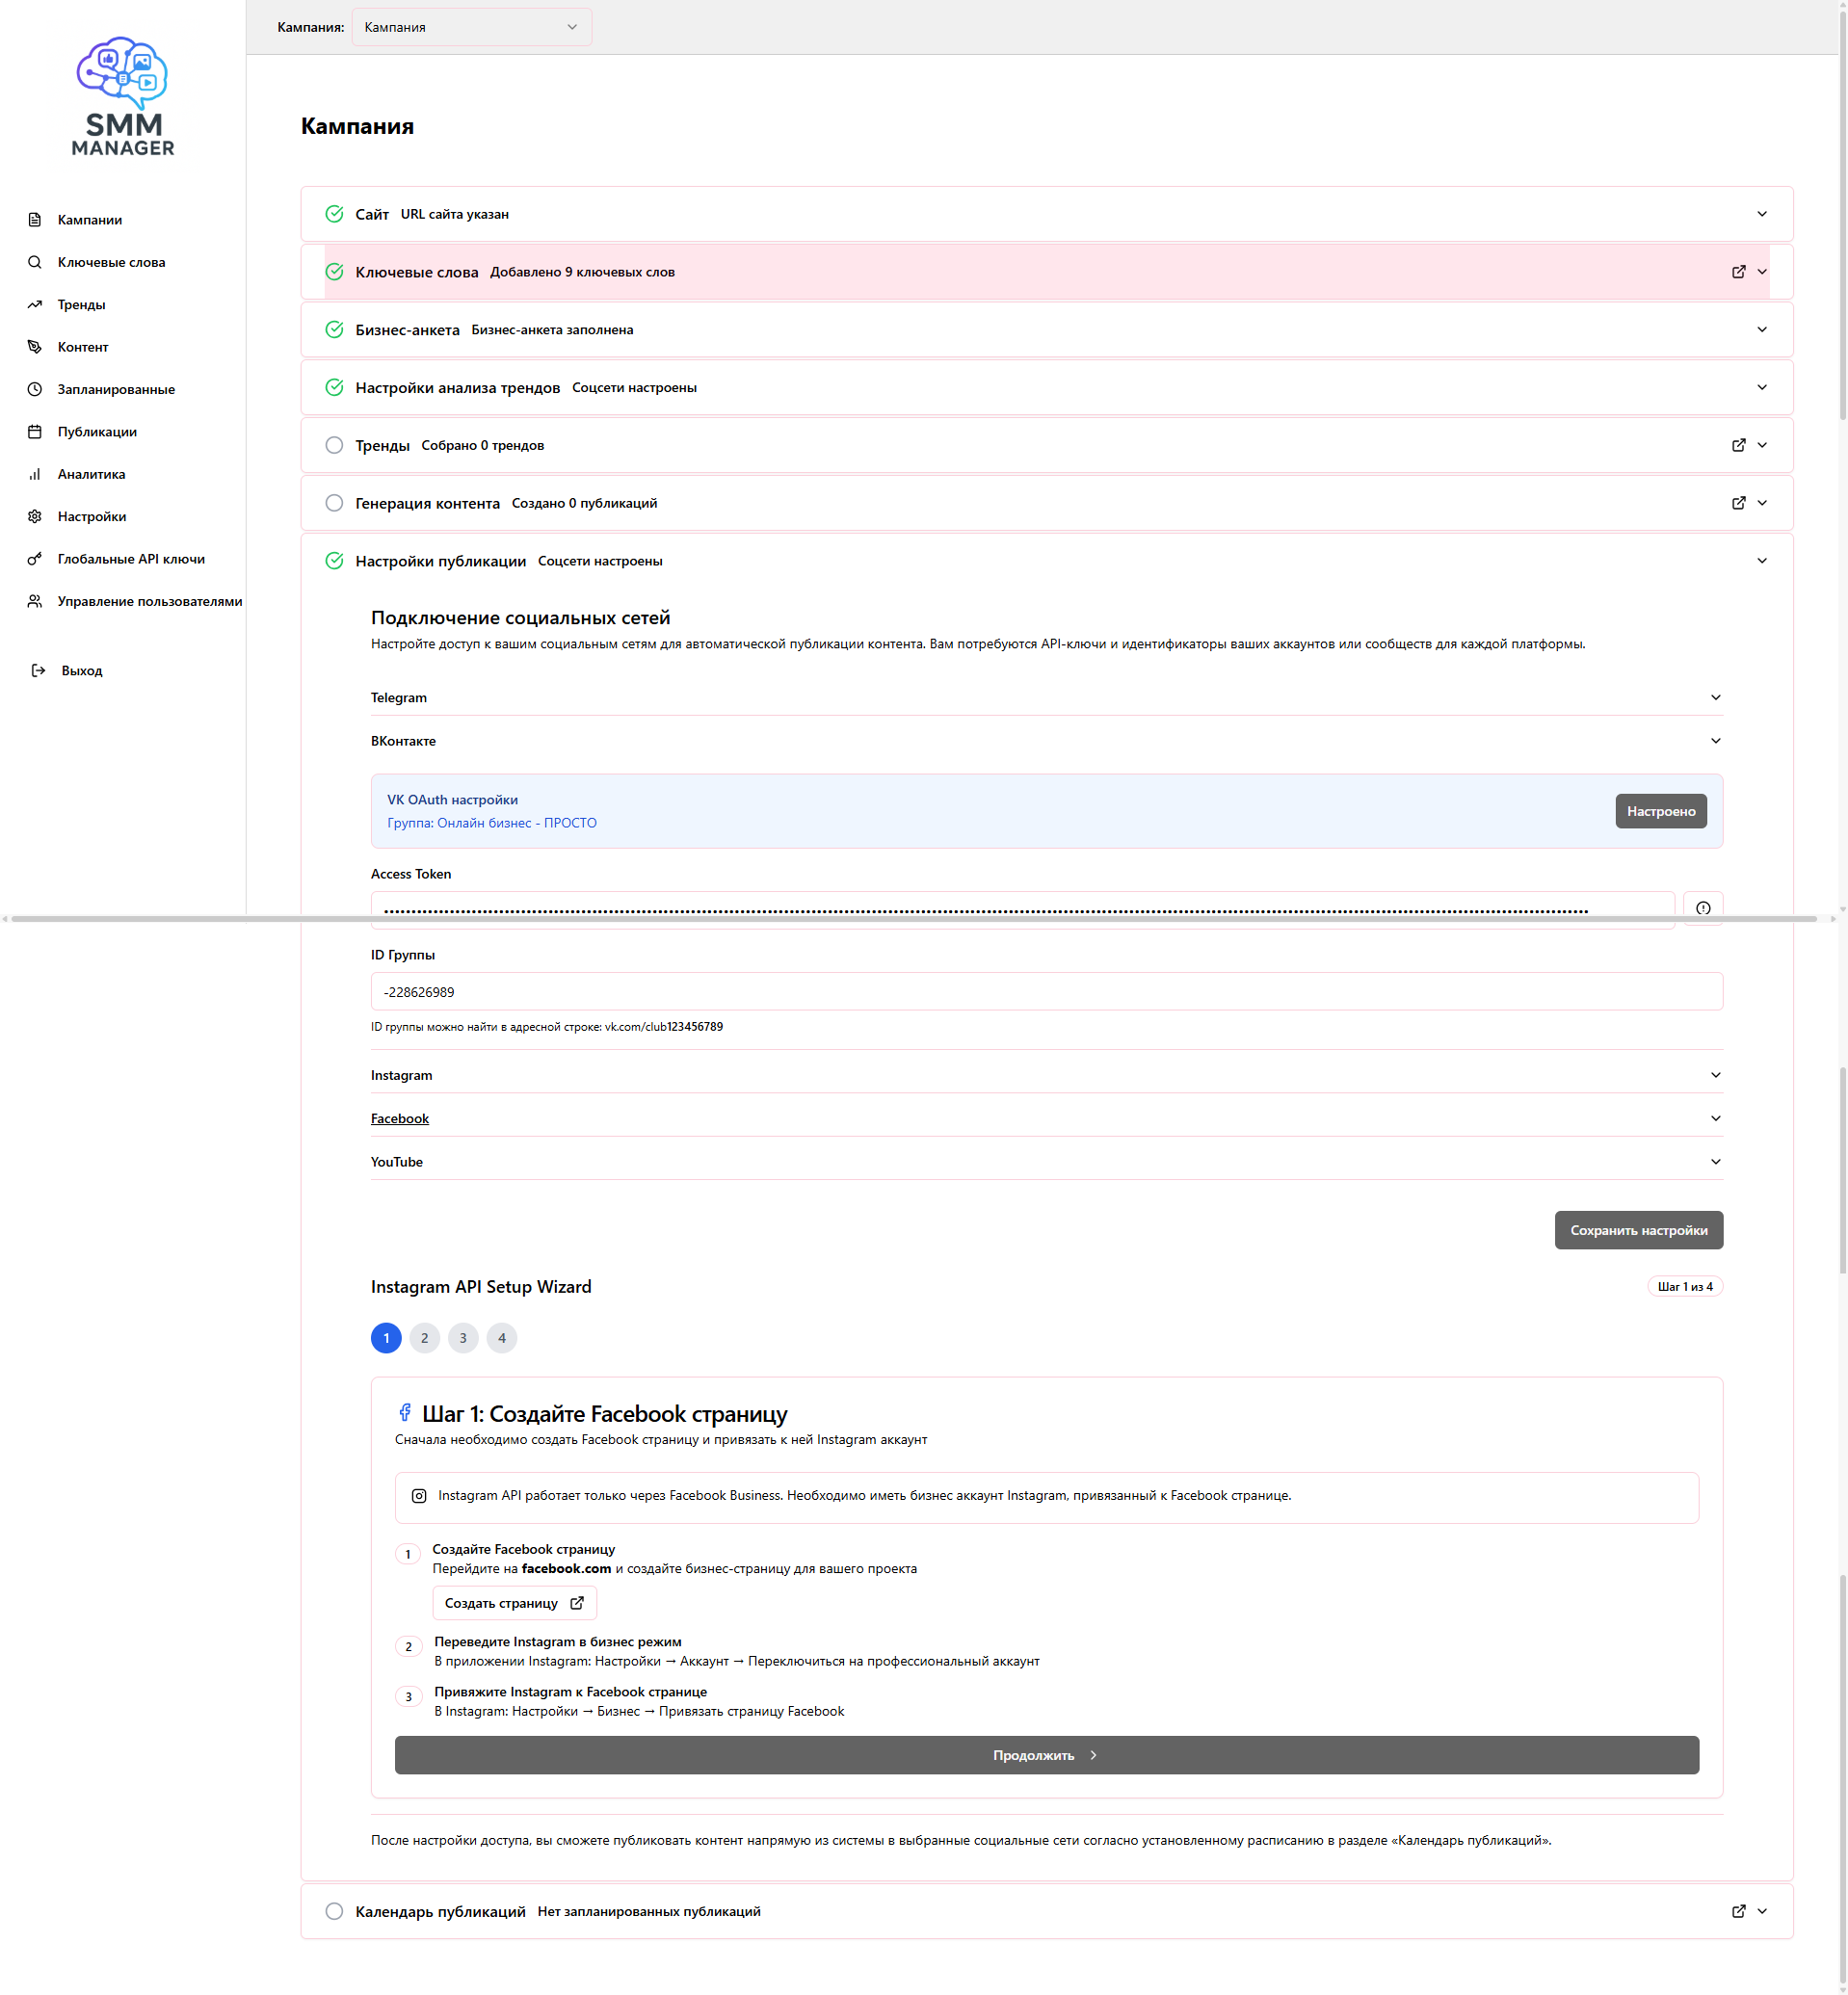 Кампания:
Кампания
SMM
MANAGER
Кампании
Ключевые слова
Тренды
Контент
Запланированные
Публикации
Аналитика
Настройки
Глобальные API ключи
Управление пользователями
Выход
Кампания
Сайт URL сайта указан
Ключевые слова Добавлено 9 ключевых слов
Бизнес-анкета Бизнес-анкета заполнена
Настройки анализа трендов Соцсети настроены
Тренды Собрано 0 трендов
Генерация контента Создано 0 публикаций
Настройки публикации Соцсети настроены
Подключение социальных сетей
Настройте доступ к вашим социальным сетям для автоматической публикации контента. Вам потребуются API-ключи и идентификаторы ваших аккаунтов или сообществ для каждой платформы.
Telegram
ВКонтакте
VK OAuth настройки
Группа: Онлайн бизнес - ПРОСТО
Настроено
Access Token
ID Группы
-228626989
ID группы можно найти в адресной строке: vk.com/club123456789
Instagram
Facebook
YouTube
Сохранить настройки
Instagram API Setup Wizard
Шаг 1 из 4
1 2 3 4
Шаг 1: Создайте Facebook страницу
Сначала необходимо создать Facebook страницу и привязать к ней Instagram аккаунт
Instagram API работает только через Facebook Business. Необходимо иметь бизнес аккаунт Instagram, привязанный к Facebook странице.
1 Создайте Facebook страницу
Перейдите на facebook.com и создайте бизнес-страницу для вашего проекта
Создать страницу
2 Переведите Instagram в бизнес режим
В приложении Instagram: Настройки → Аккаунт → Переключиться на профессиональный аккаунт
3 Привяжите Instagram к Facebook странице
В Instagram: Настройки → Бизнес → Привязать страницу Facebook
Продолжить
После настройки доступа, вы сможете публиковать контент напрямую из системы в выбранные социальные сети согласно установленному расписанию в разделе «Календарь публикаций».
Календарь публикаций Нет запланированных публикаций